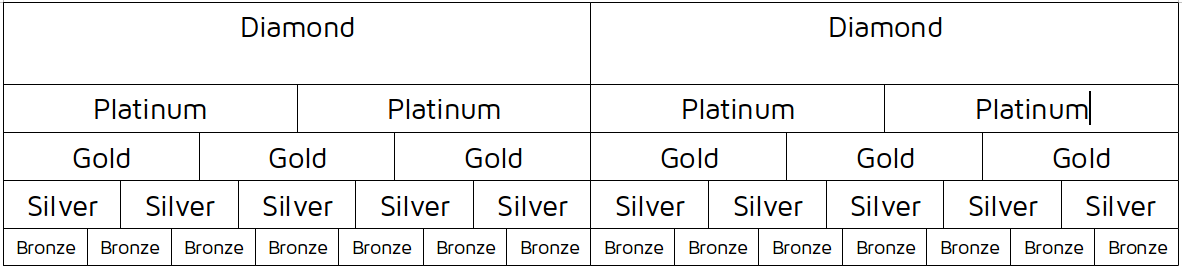 Diamond Diamond
Platinum Platinum Platinum Platinum
Gold Gold Gold Gold Gold Gold
Silver Silver Silver Silver Silver Silver Silver Silver Silver Silver
Bronze Bronze Bronze Bronze Bronze Bronze Bronze Bronze Bronze Bronze Bronze Bronze Bronze Bronze